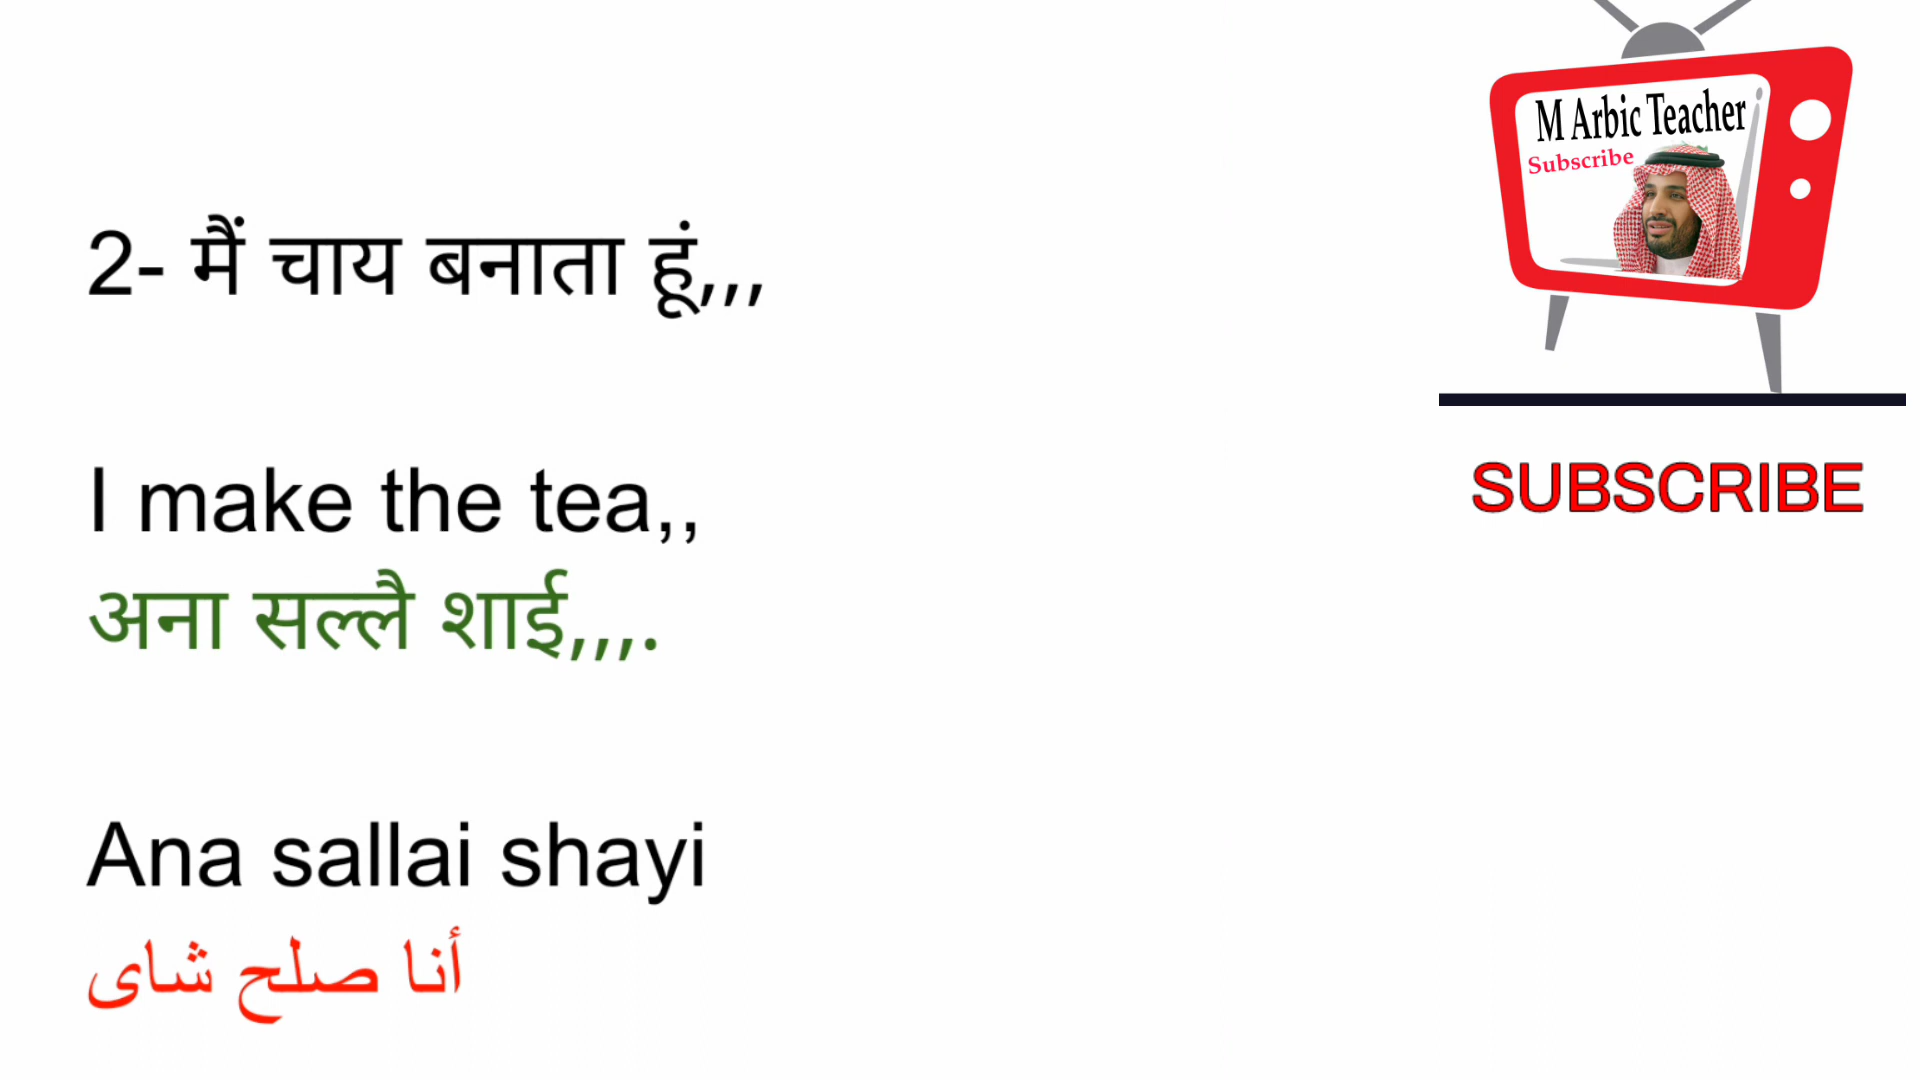 M Arbic Teacher
Subscribe
2- मैं चाय बनाता हूं,,,
SUBSCRIBE
I make the tea,,
अना सल्लै शाई,,,.
Ana sallai shayi
أنا صلح شاى